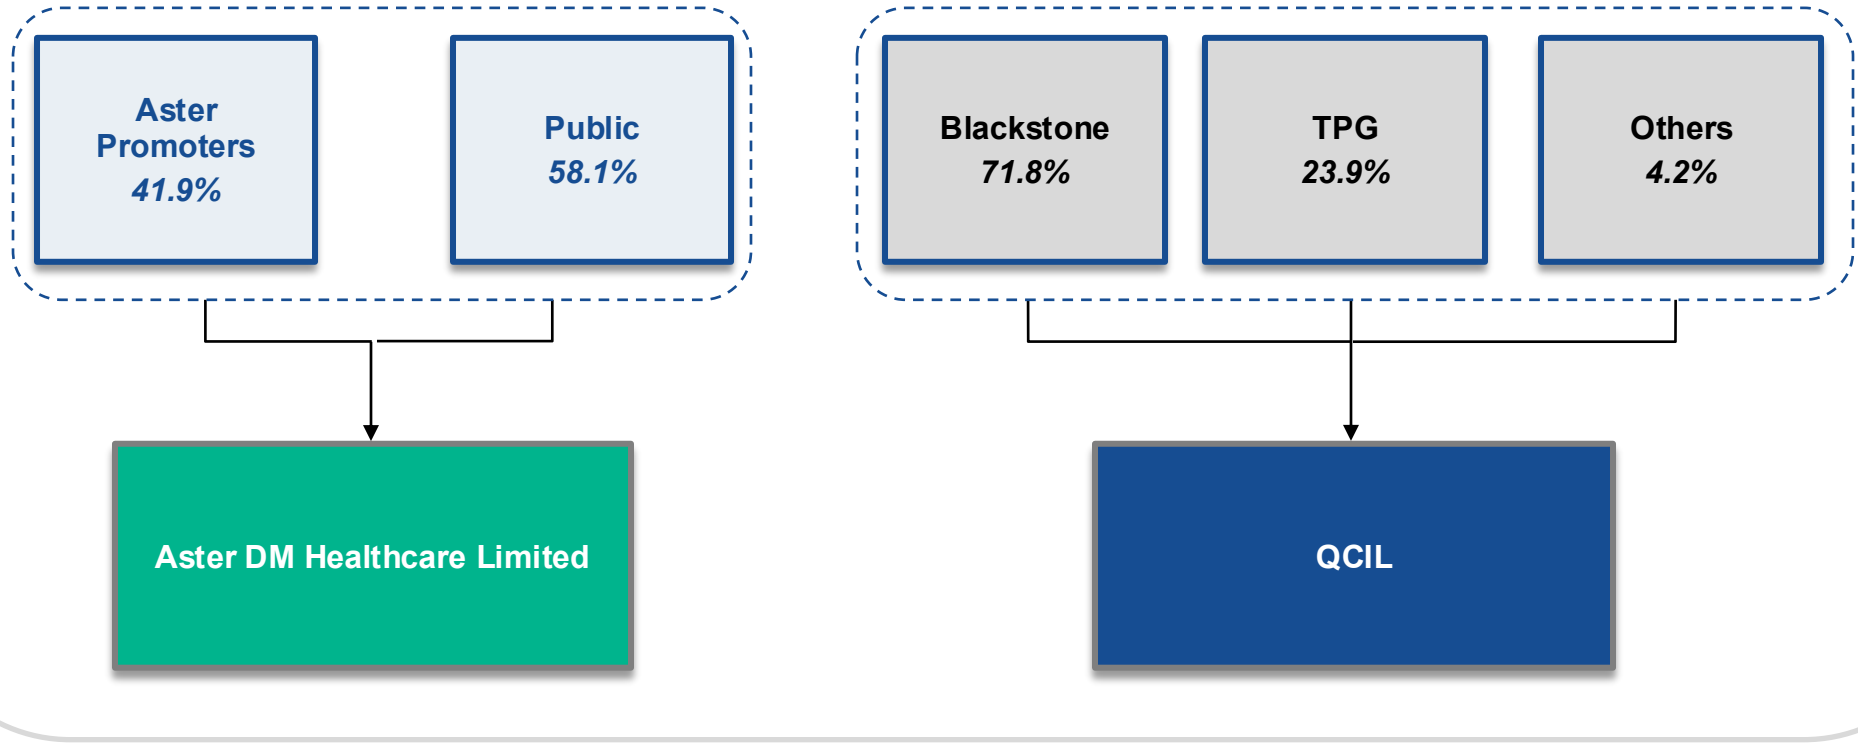 Aster
Promoters
41.9%
Public
58.1%
Blackstone
71.8%
TPG
23.9%
Others
4.2%
Aster DM Healthcare Limited
QCIL